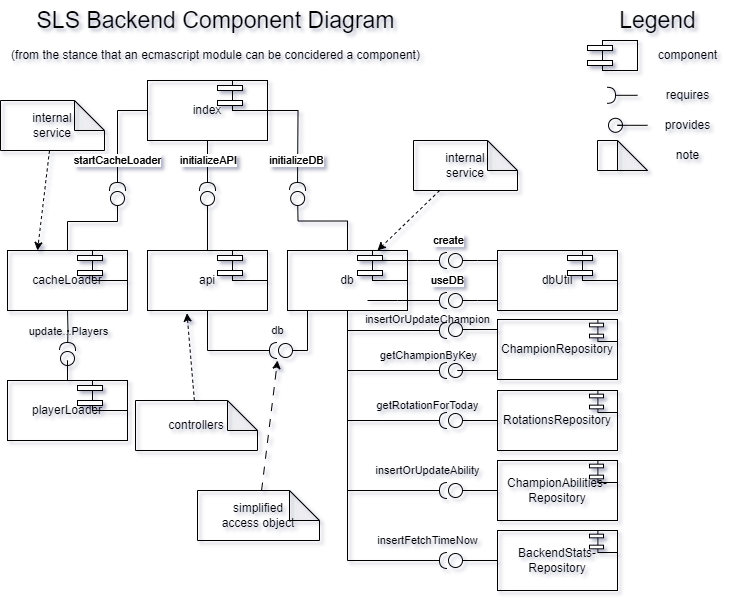 SLS Backend Component Diagram
Legend
(from the stance that an ecmascript module can be concidered a component)
component
requires
provides
note
internal
service
index
startCacheLoader
initializeAPI
initializeDB
internal
service
cacheLoader
api
db
create
useDB
dbUtil
update..Players
db
insertOrUpdateChampion
getChampionByKey
ChampionRepository
playerLoader
controllers
getRotationForToday
RotationsRepository
simplified
access object
insertOrUpdateAbility
ChampionAbilities-
Repository
insertFetchTimeNow
BackendStats-
Repository